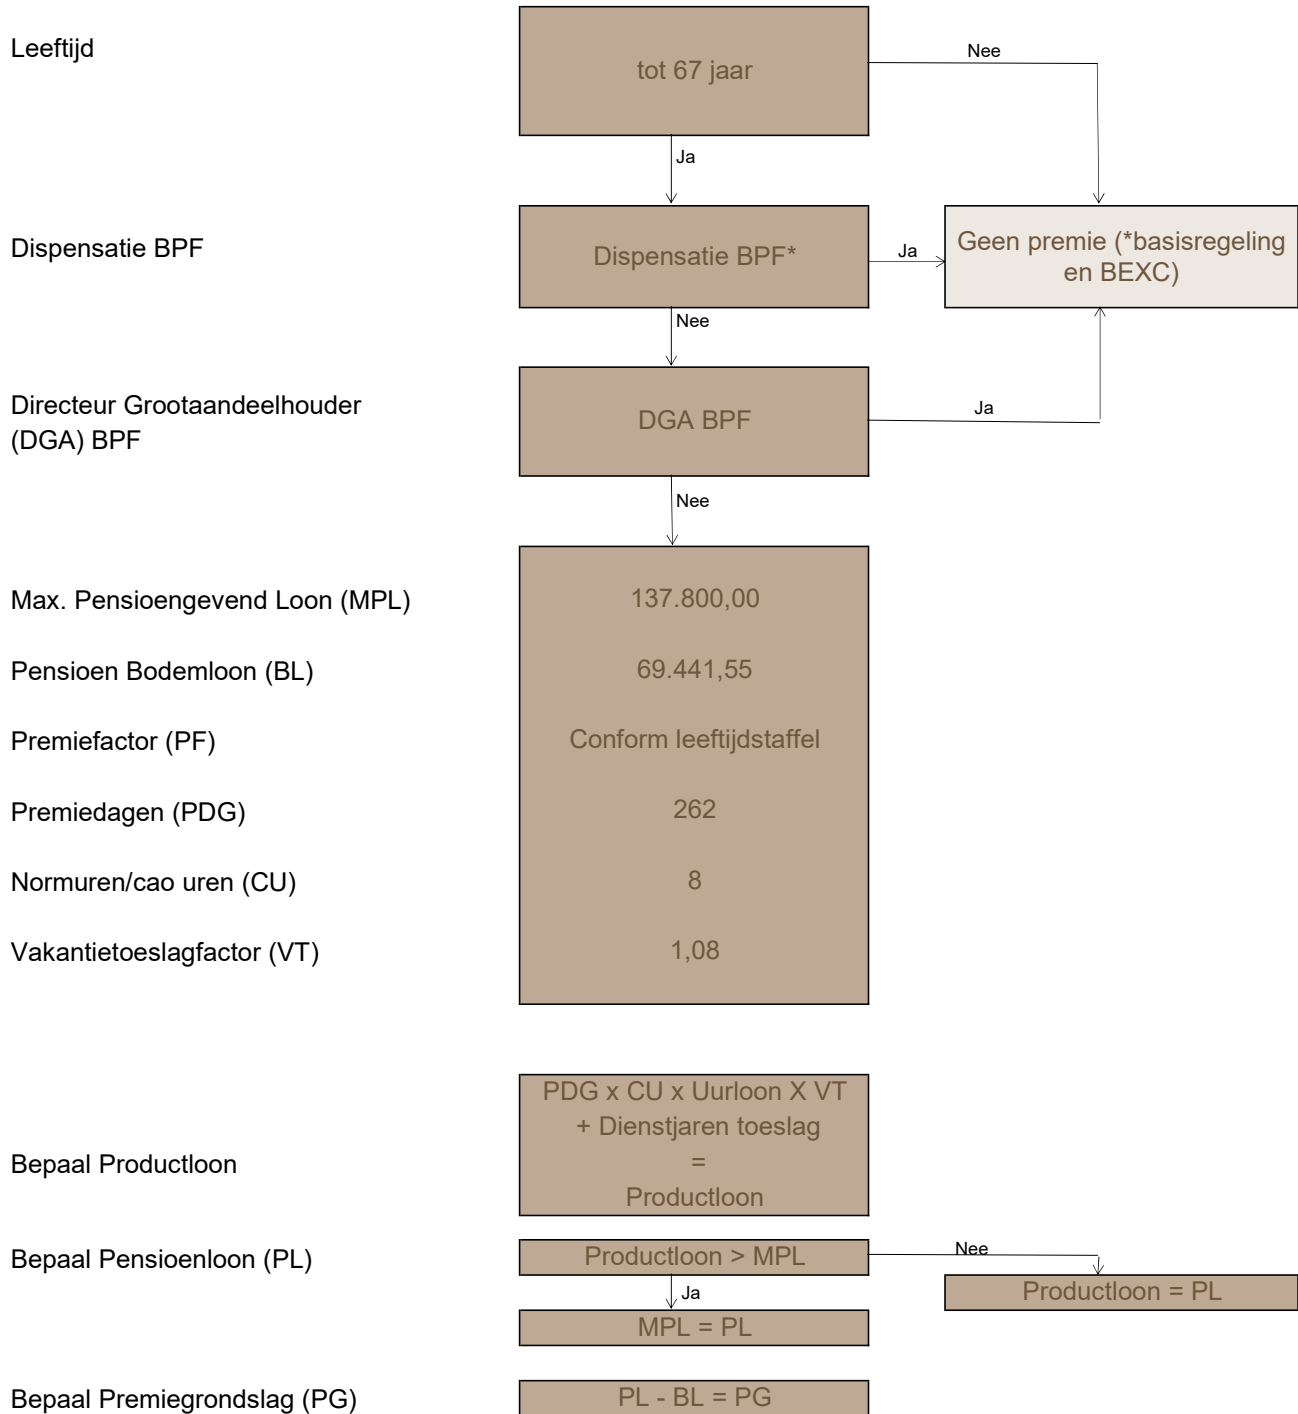 Leeftijd
tot 67 jaar
Nee
Ja
Dispensatie BPF
Dispensatie BPF*
Ja
Geen premie (*basisregeling
en BEXC)
Nee
Directeur Grootaandeelhouder
(DGA) BPF
DGA BPF
Ja
Nee
Max. Pensioengevend Loon (MPL)
137.800,00
Pensioen Bodemloon (BL)
69.441,55
Premiefactor (PF)
Conform leeftijdstaffel
Premiedagen (PDG)
262
Normuren/cao uren (CU)
8
Vakantietoeslagfactor (VT)
1,08
Bepaal Productloon
PDG x CU x Uurloon X VT
+ Dienstjaren toeslag
=
Productloon
Bepaal Pensioenloon (PL)
Productloon > MPL
Nee
Productloon = PL
Ja
MPL = PL
Bepaal Premiegrondslag (PG)
PL - BL = PG